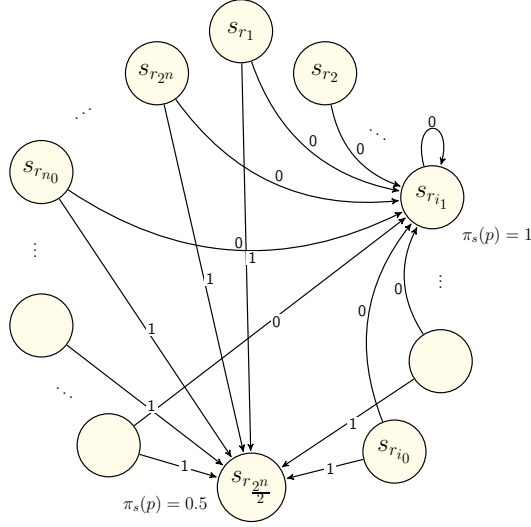 s_{r_1}
s_{r_{2^n}}
s_{r_2}
⋰
⋱
0
0
0
0
s_{r_{n_0}}
s_{r_{i_1}}
π_s(p) = 1
0
1
⋮
⋮
1
0
0
0
1
1
⋱
1
1
s_{r_{i_0}}
1
1
s_{r_{\frac{2^n}{2}}}
π_s(p) = 0.5